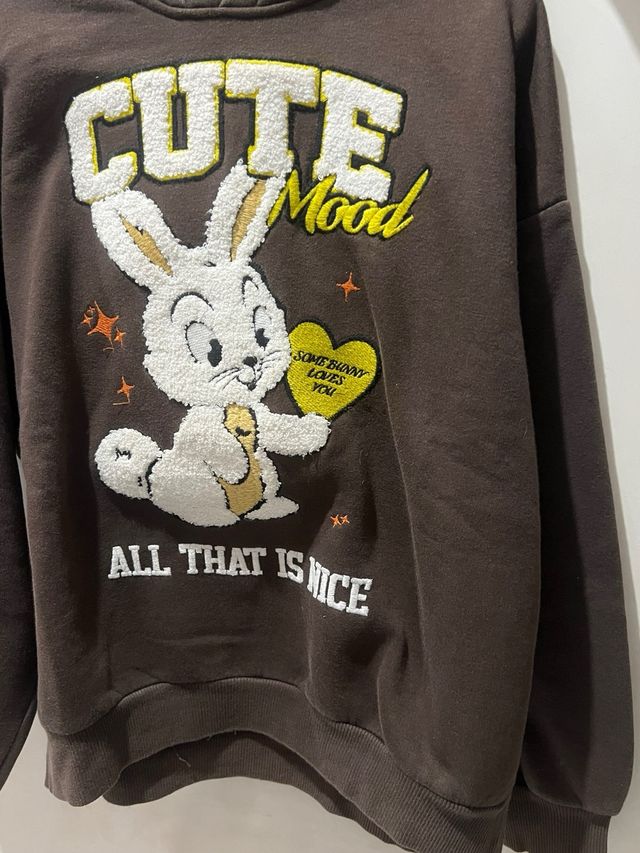 CUTE
Mood
SOME BUNNY
LOVES
YOU
ALL THAT IS NICE